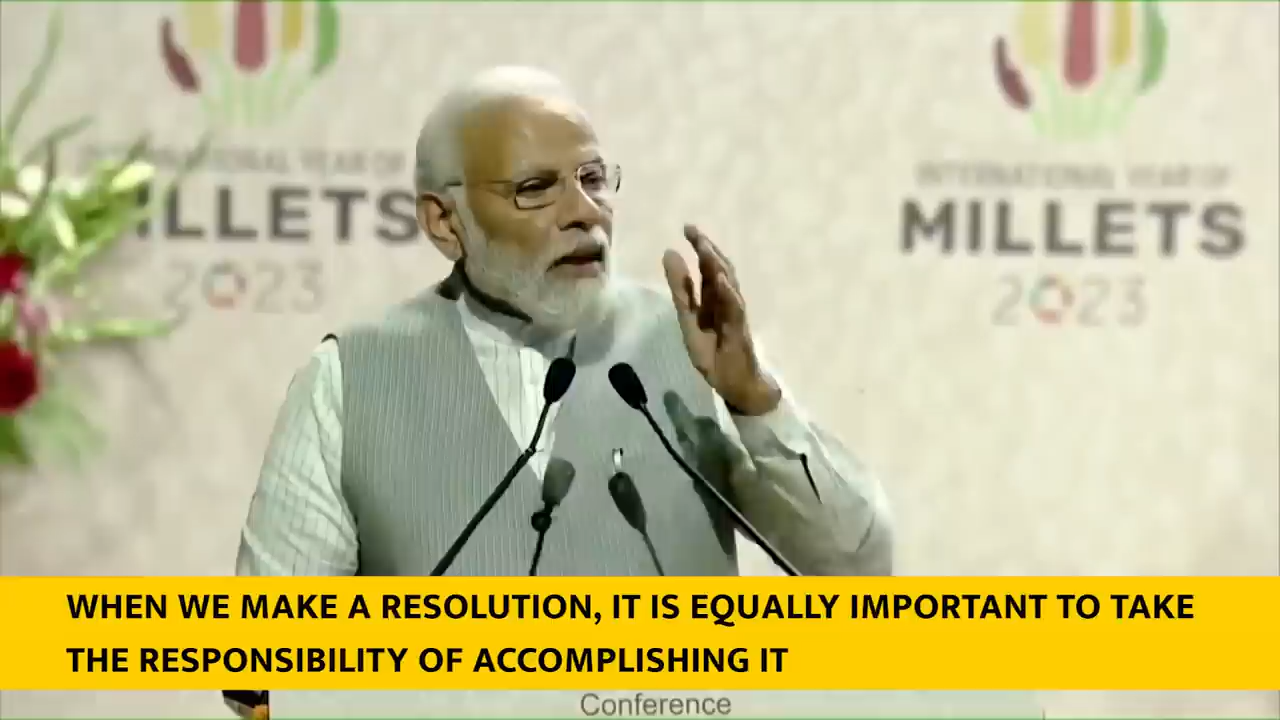 INTERNATIONAL YEAR OF
MILLETS
2023
INTERNATIONAL YEAR OF
MILLETS
2023
WHEN WE MAKE A RESOLUTION, IT IS EQUALLY IMPORTANT TO TAKE
THE RESPONSIBILITY OF ACCOMPLISHING IT
Conference